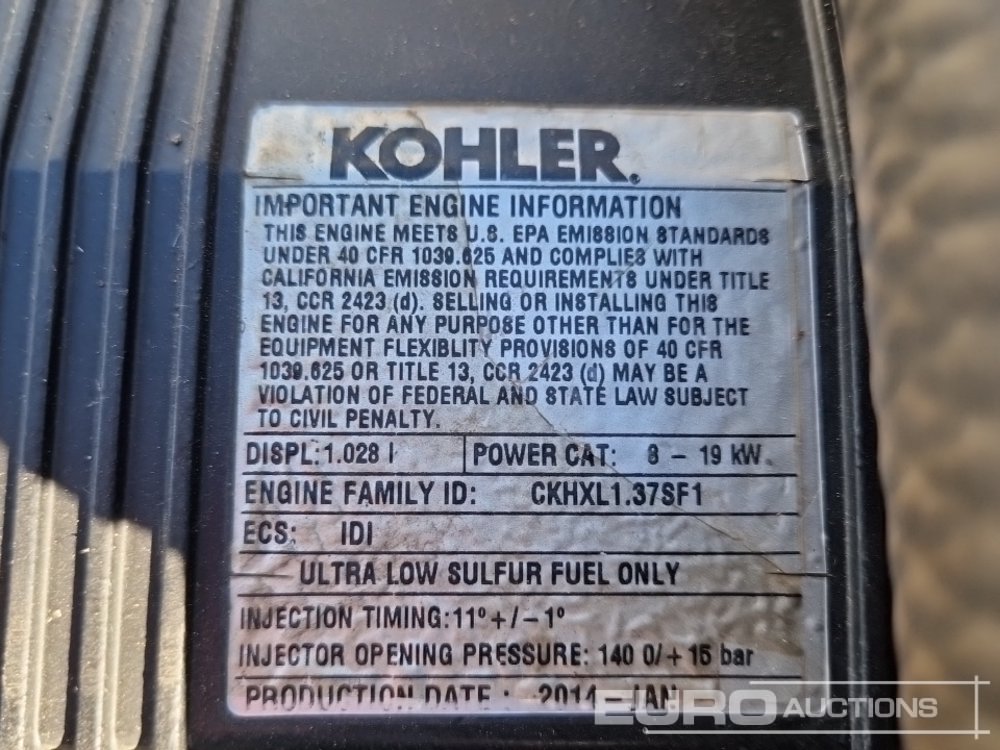 KOHLER.
IMPORTANT ENGINE INFORMATION
THIS ENGINE MEETS U.S. EPA EMISSION STANDARDS
UNDER 40 CFR 1039.625 AND COMPLIES WITH
CALIFORNIA EMISSION REQUIREMENTS UNDER TITLE
13, CCR 2423 (d). SELLING OR INSTALLING THIS
ENGINE FOR ANY PURPOSE OTHER THAN FOR THE
EQUIPMENT FLEXIBLITY PROVISIONS OF 40 CFR
1039.625 OR TITLE 13, CCR 2423 (d) MAY BE A
VIOLATION OF FEDERAL AND STATE LAW SUBJECT
TO CIVIL PENALTY.
DISPL: 1.028 l POWER CAT: 8 – 19 kW
ENGINE FAMILY ID: CKHXL1.37SF1
ECS: IDI
ULTRA LOW SULFUR FUEL ONLY
INJECTION TIMING: 11º +/– 1º
INJECTOR OPENING PRESSURE: 140 0/+ 15 bar
PRODUCTION DATE : 2014 JAN
EURO AUCTIONS